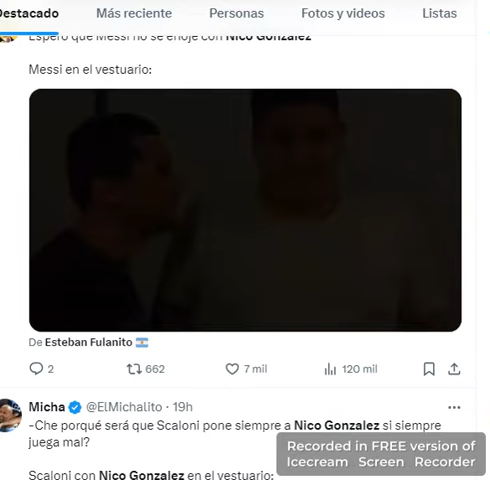 Destacado Más reciente Personas Fotos y videos Listas
Espero que Messi no se enoje con Nico Gonzalez
Messi en el vestuario:
De Esteban Fulanito
2 662 7 mil 120 mil
Micha @ElMichalito · 19h
-Che porqué será que Scaloni pone siempre a Nico Gonzalez si siempre
juega mal?
Scaloni con Nico Gonzalez en el vestuario:
Recorded in FREE version of
Icecream Screen Recorder